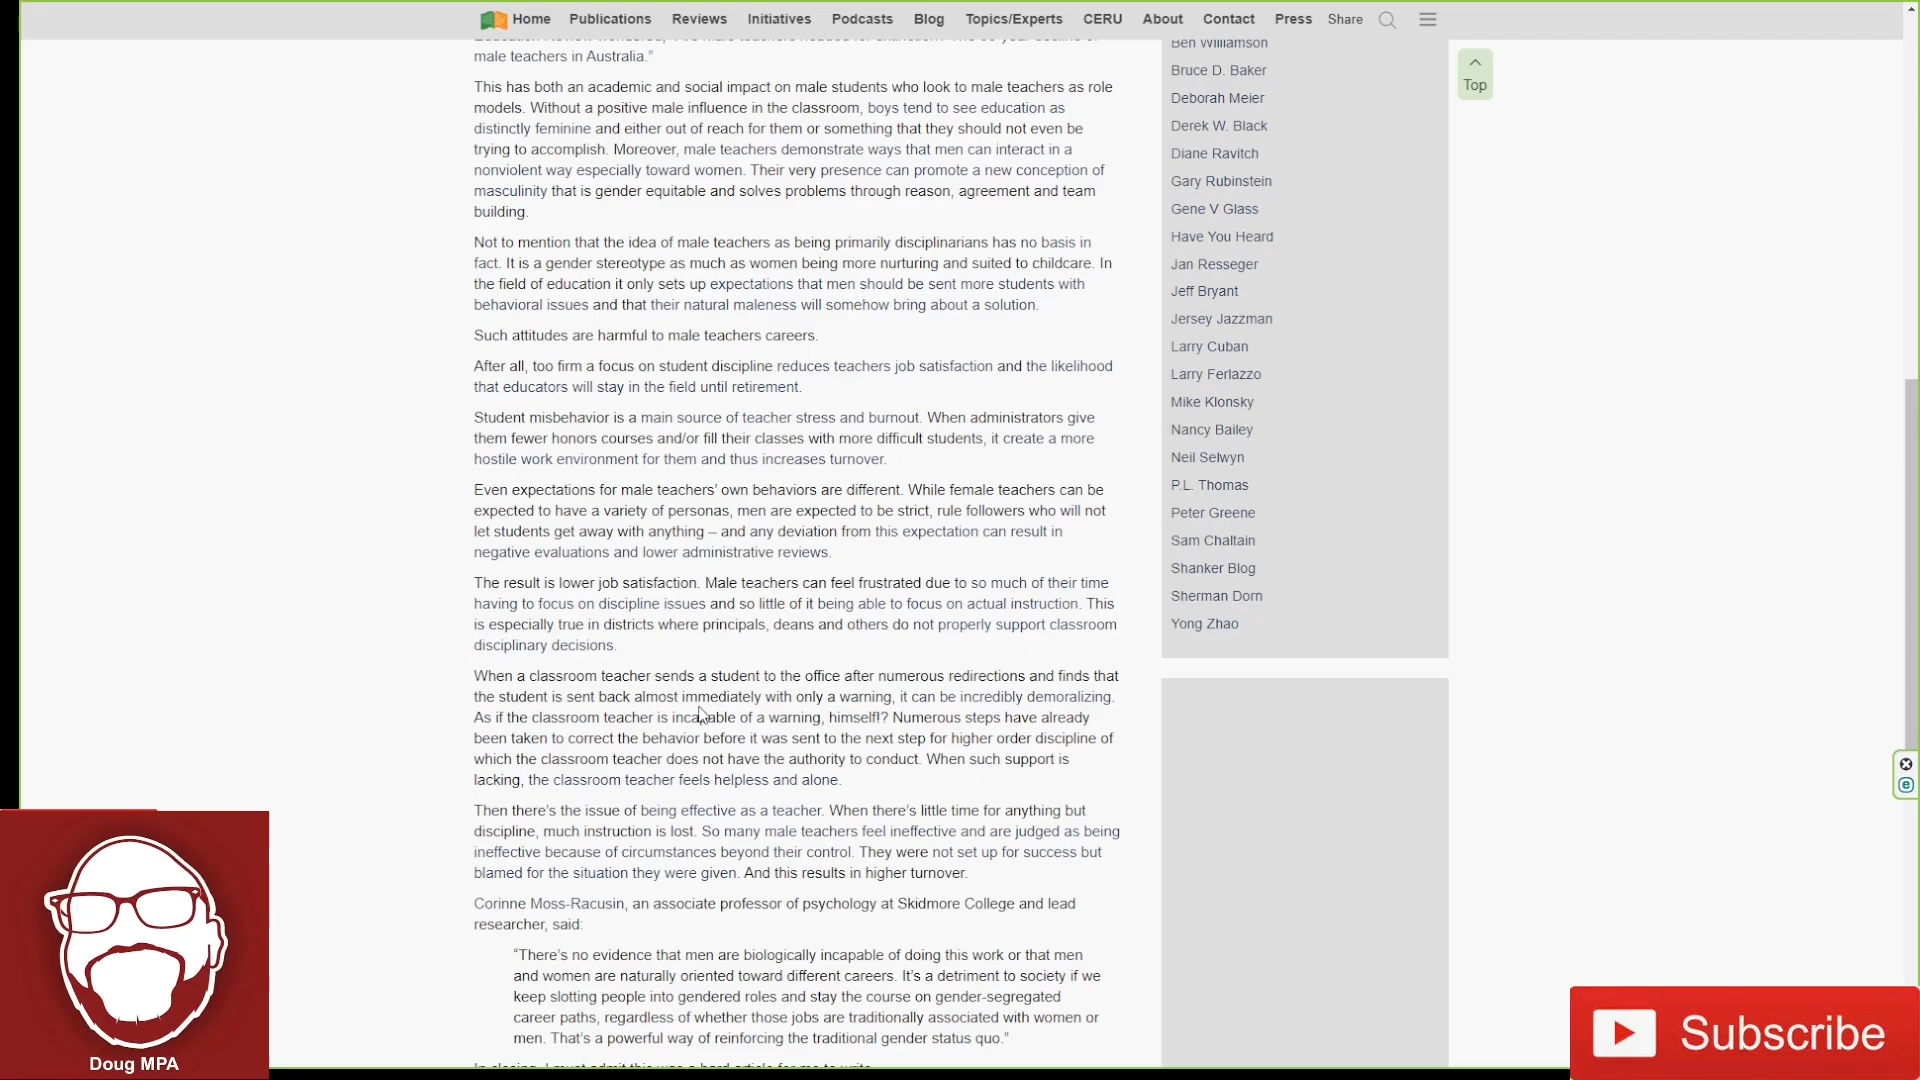 Home Publications Reviews Initiatives Podcasts Blog Topics/Experts CERU About Contact Press Share
male teachers in Australia.”
This has both an academic and social impact on male students who look to male teachers as role
models. Without a positive male influence in the classroom, boys tend to see education as
distinctly feminine and either out of reach for them or something that they should not even be
trying to accomplish. Moreover, male teachers demonstrate ways that men can interact in a
nonviolent way especially toward women. Their very presence can promote a new conception of
masculinity that is gender equitable and solves problems through reason, agreement and team
building.
Not to mention that the idea of male teachers as being primarily disciplinarians has no basis in
fact. It is a gender stereotype as much as women being more nurturing and suited to childcare. In
the field of education it only sets up expectations that men should be sent more students with
behavioral issues and that their natural maleness will somehow bring about a solution.
Such attitudes are harmful to male teachers careers.
After all, too firm a focus on student discipline reduces teachers job satisfaction and the likelihood
that educators will stay in the field until retirement.
Student misbehavior is a main source of teacher stress and burnout. When administrators give
them fewer honors courses and/or fill their classes with more difficult students, it create a more
hostile work environment for them and thus increases turnover.
Even expectations for male teachers’ own behaviors are different. While female teachers can be
expected to have a variety of personas, men are expected to be strict, rule followers who will not
let students get away with anything – and any deviation from this expectation can result in
negative evaluations and lower administrative reviews.
The result is lower job satisfaction. Male teachers can feel frustrated due to so much of their time
having to focus on discipline issues and so little of it being able to focus on actual instruction. This
is especially true in districts where principals, deans and others do not properly support classroom
disciplinary decisions.
When a classroom teacher sends a student to the office after numerous redirections and finds that
the student is sent back almost immediately with only a warning, it can be incredibly demoralizing.
As if the classroom teacher is incapable of a warning, himself!? Numerous steps have already
been taken to correct the behavior before it was sent to the next step for higher order discipline of
which the classroom teacher does not have the authority to conduct. When such support is
lacking, the classroom teacher feels helpless and alone.
Then there’s the issue of being effective as a teacher. When there’s little time for anything but
discipline, much instruction is lost. So many male teachers feel ineffective and are judged as being
ineffective because of circumstances beyond their control. They were not set up for success but
blamed for the situation they were given. And this results in higher turnover.
Corinne Moss-Racusin, an associate professor of psychology at Skidmore College and lead
researcher, said:
“There’s no evidence that men are biologically incapable of doing this work or that men
and women are naturally oriented toward different careers. It’s a detriment to society if we
keep slotting people into gendered roles and stay the course on gender-segregated
career paths, regardless of whether those jobs are traditionally associated with women or
men. That’s a powerful way of reinforcing the traditional gender status quo.”
Ben Williamson
Bruce D. Baker
Deborah Meier
Derek W. Black
Diane Ravitch
Gary Rubinstein
Gene V Glass
Have You Heard
Jan Resseger
Jeff Bryant
Jersey Jazzman
Larry Cuban
Larry Ferlazzo
Mike Klonsky
Nancy Bailey
Neil Selwyn
P.L. Thomas
Peter Greene
Sam Chaltain
Shanker Blog
Sherman Dorn
Yong Zhao
Top
Doug MPA
Subscribe